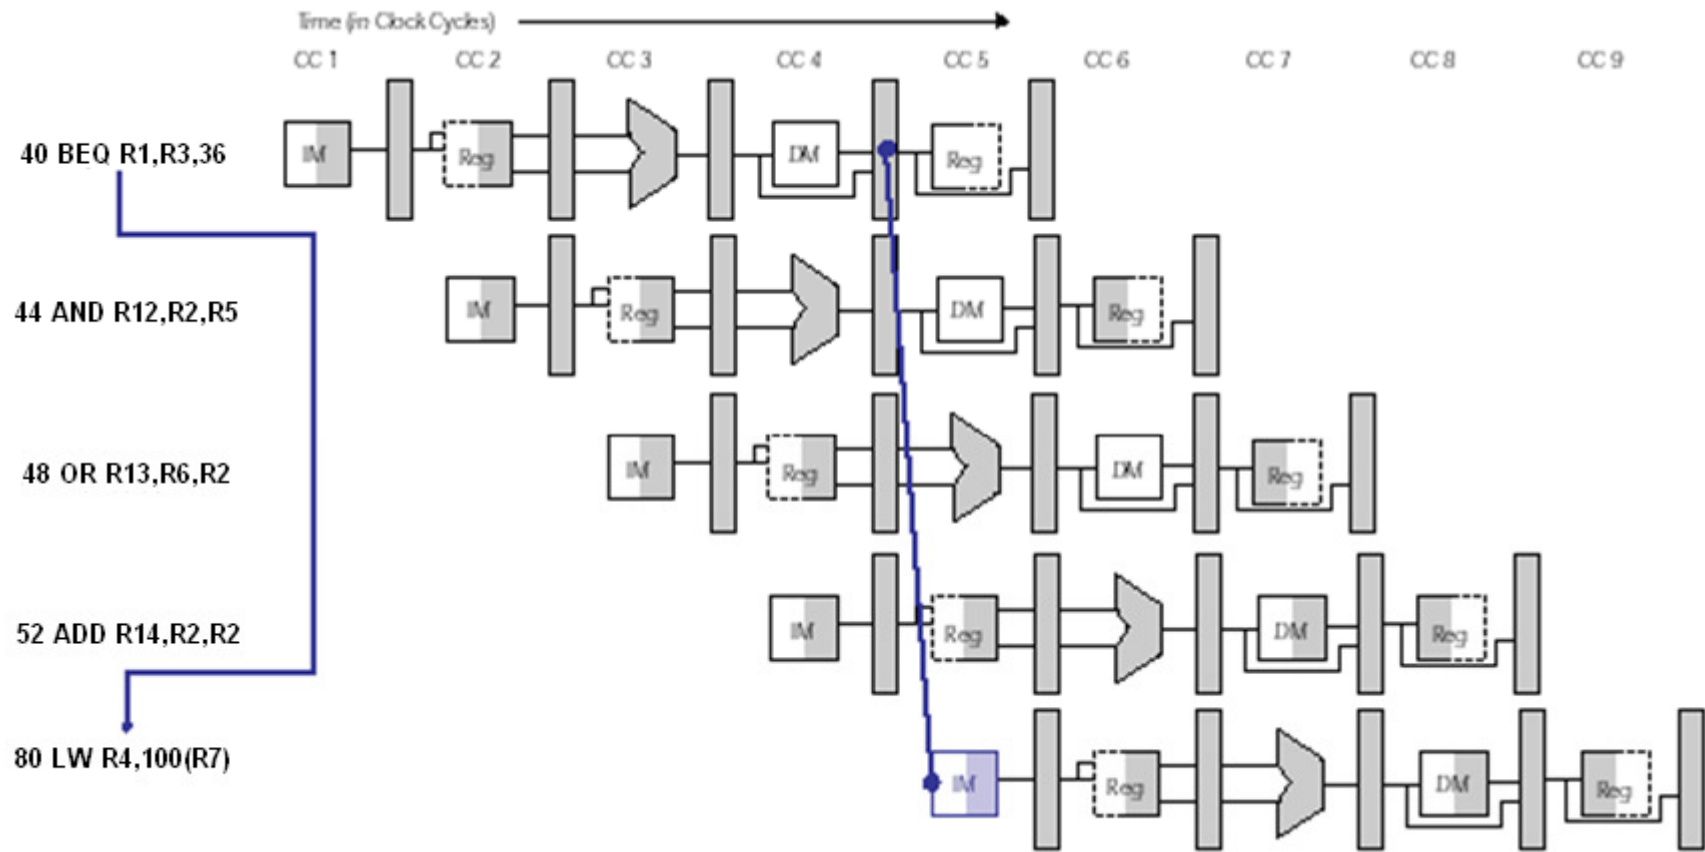 Time (in Clock Cycles)
CC 1 CC 2 CC 3 CC 4 CC 5 CC 6 CC 7 CC 8 CC 9
40 BEQ R1,R3,36 IM Reg DM Reg
44 AND R12,R2,R5 IM Reg DM Reg
48 OR R13,R6,R2 IM Reg DM Reg
52 ADD R14,R2,R2 IM Reg DM Reg
80 LW R4,100(R7) IM Reg DM Reg